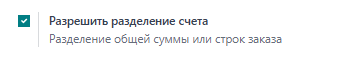 Разрешить разделение счета
Разделение общей суммы или строк заказа